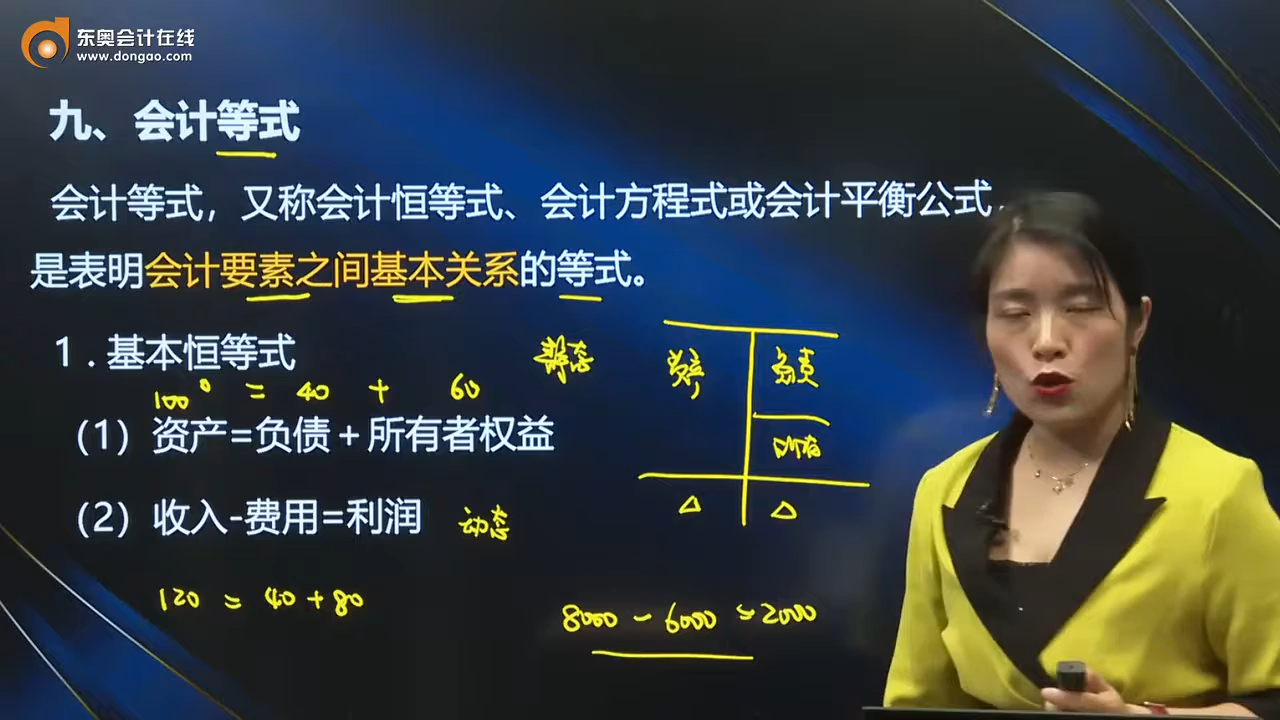 东奥会计在线
www.dongao.com
九、会计等式
会计等式，又称会计恒等式、会计方程式或会计平衡公式，
是表明会计要素之间基本关系的等式。
1．基本恒等式
静态
100 = 40 + 60
（1）资产=负债＋所有者权益
（2）收入-费用=利润 动态
资产 负债
所有
△ △
120 = 40 + 80
8000 - 6000 = 2000